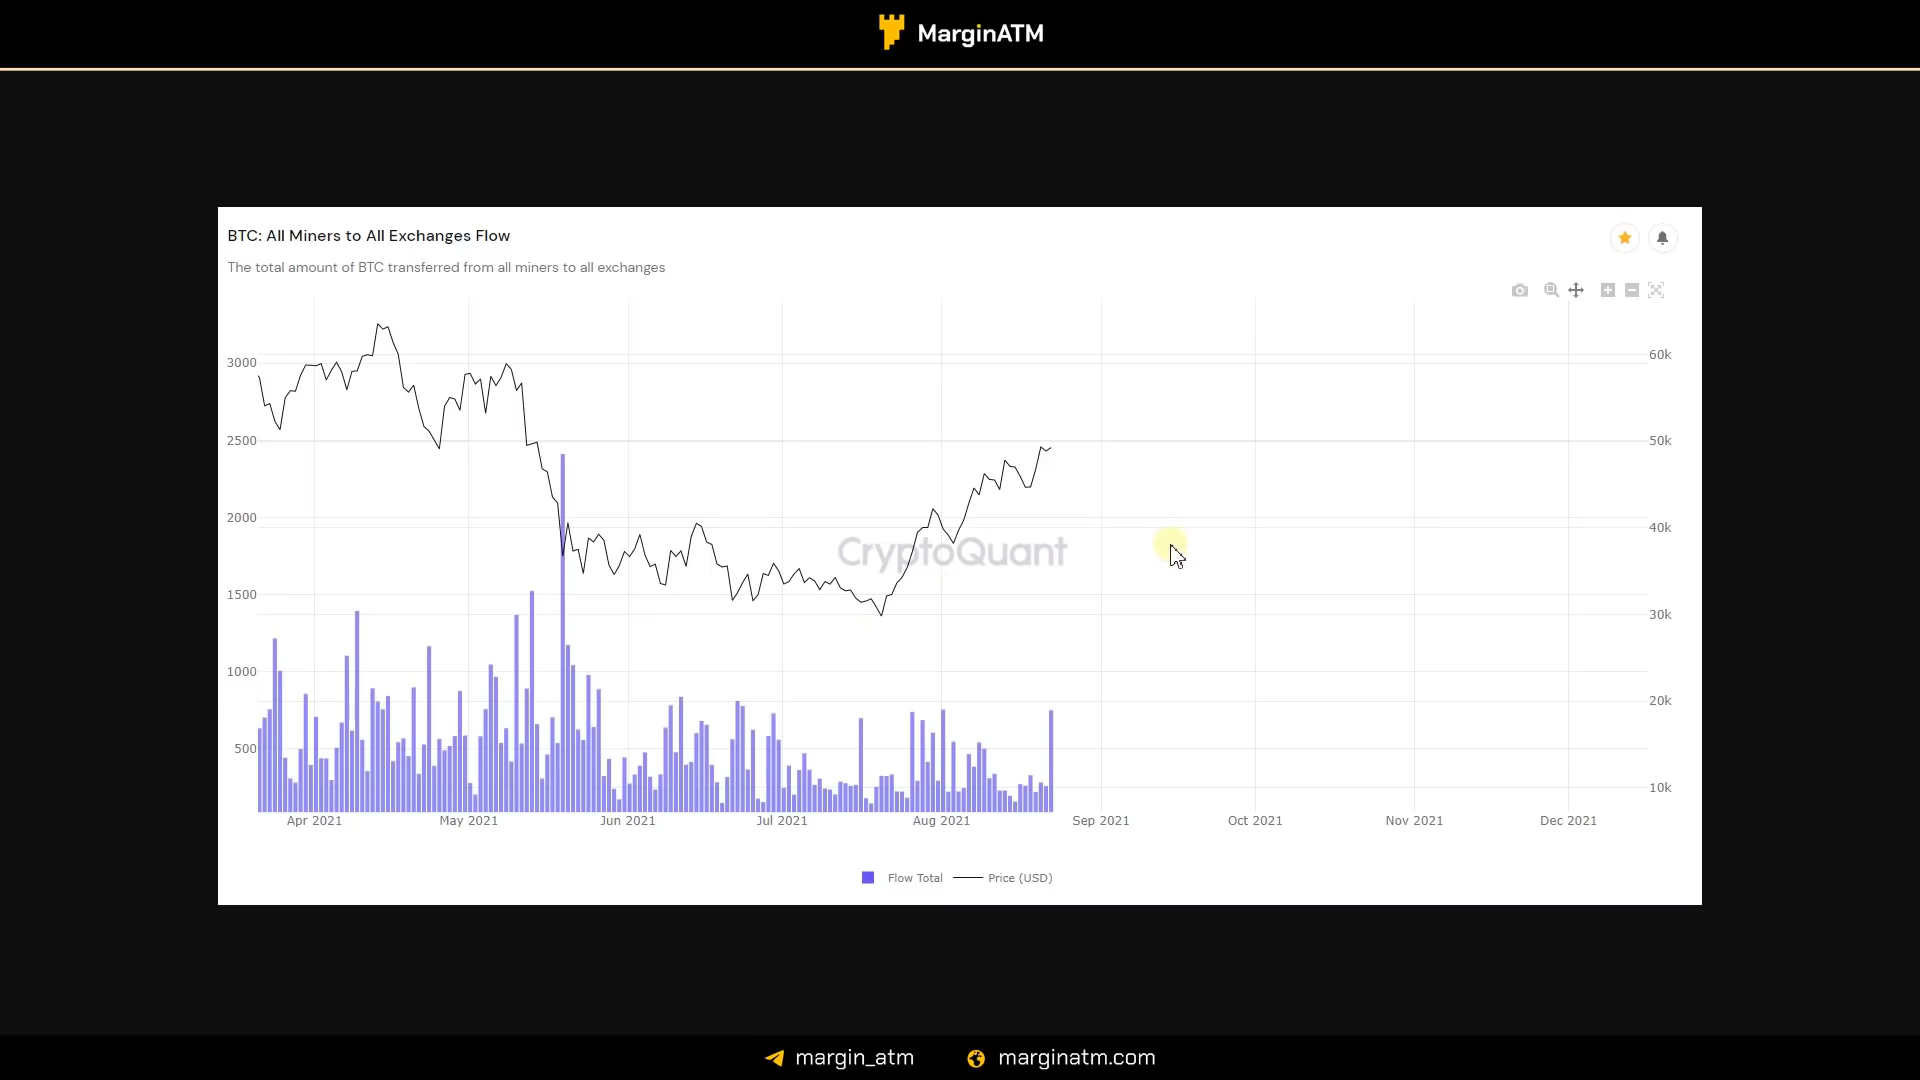 MarginATM
BTC: All Miners to All Exchanges Flow
The total amount of BTC transferred from all miners to all exchanges
3000
2500
2000
1500
1000
500
60k
50k
40k
30k
20k
10k
CryptoQuant
Apr 2021 May 2021 Jun 2021 Jul 2021 Aug 2021 Sep 2021 Oct 2021 Nov 2021 Dec 2021
Flow Total Price (USD)
margin_atm marginatm.com